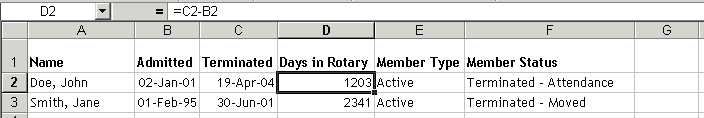 D2 = =C2-B2
A B C D E F G
1 Name Admitted Terminated Days in Rotary Member Type Member Status
2 Doe, John 02-Jan-01 19-Apr-04 1203 Active Terminated - Attendance
3 Smith, Jane 01-Feb-95 30-Jun-01 2341 Active Terminated - Moved